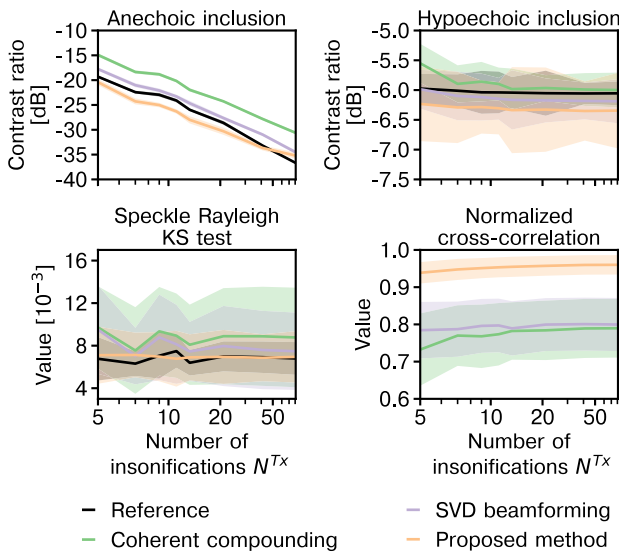 Anechoic inclusion
Contrast ratio
[dB]
-10
-15
-20
-25
-30
-35
-40
Hypoechoic inclusion
Contrast ratio
[dB]
-5.0
-5.5
-6.0
-6.5
-7.0
-7.5
Speckle Rayleigh
KS test
Value [10⁻³]
16
12
8
4
5 10 20 50
Number of
insonifications Nᵀˣ
Normalized
cross-correlation
Value
1.0
0.9
0.8
0.7
0.6
5 10 20 50
Number of
insonifications Nᵀˣ
Reference
Coherent compounding
SVD beamforming
Proposed method